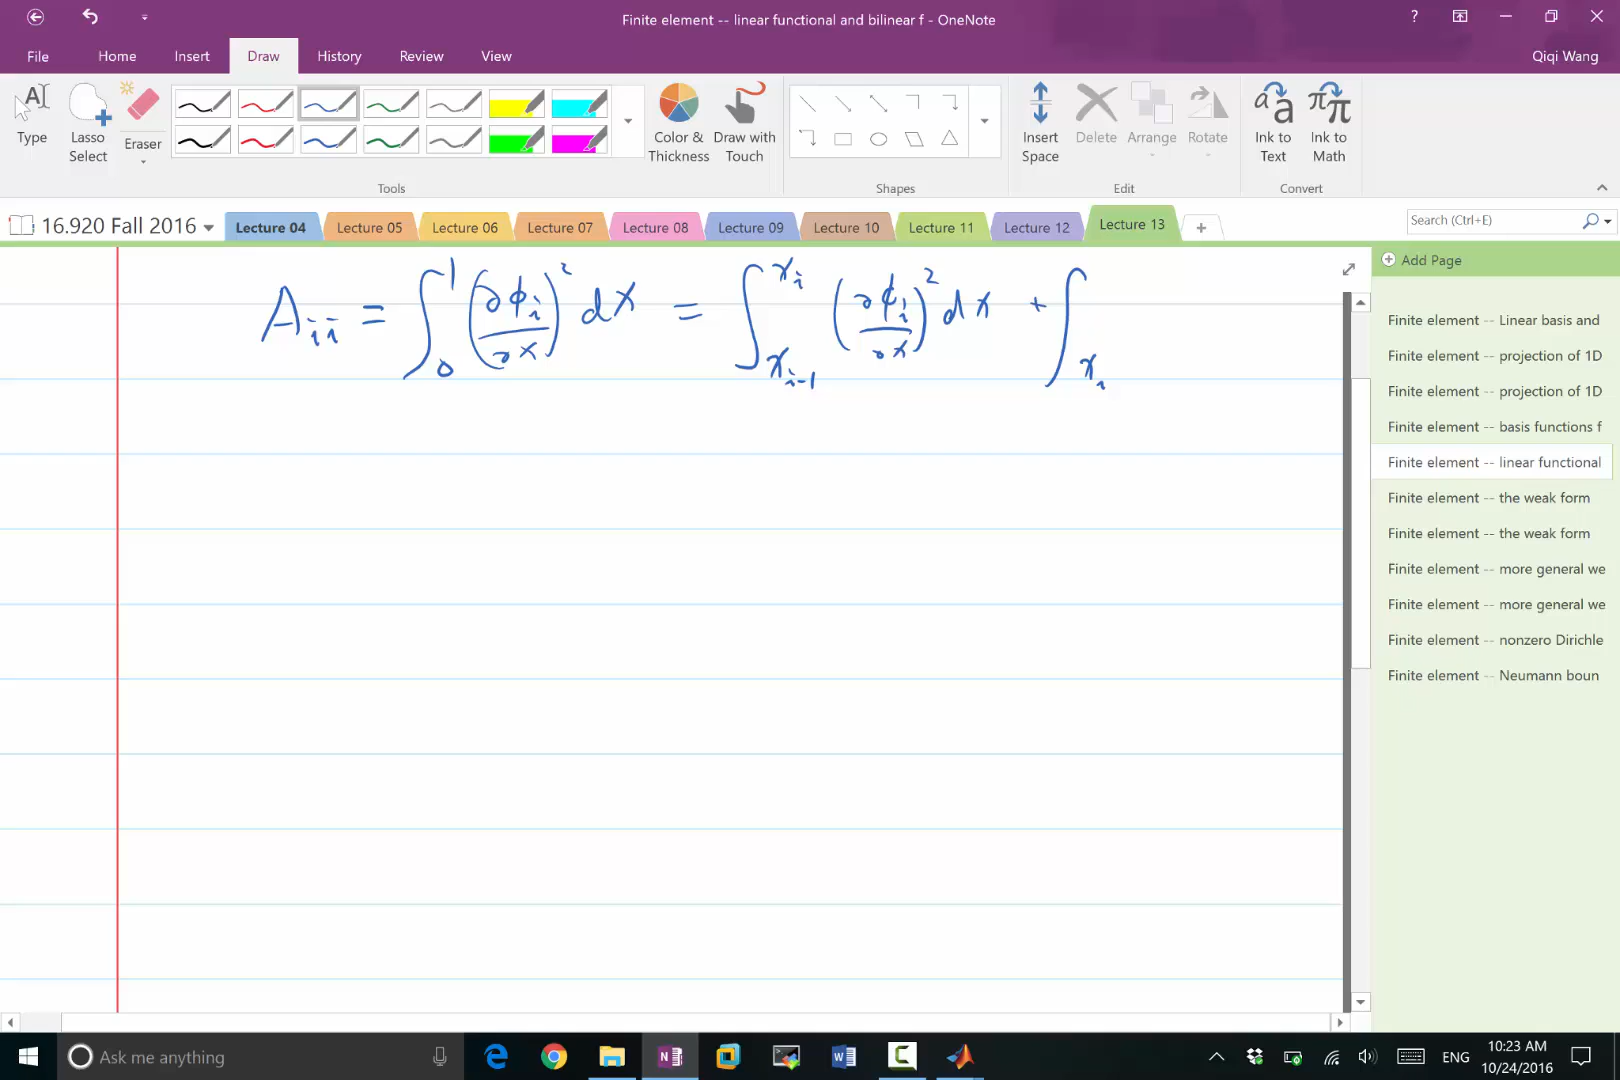 Finite element -- linear functional and bilinear f - OneNote
?
File Home Insert Draw History Review View
Qiqi Wang
Type
Lasso Select
Eraser
Color & Thickness
Draw with Touch
Insert Space
Delete
Arrange
Rotate
Ink to Text
Ink to Math
Tools Shapes Edit Convert
16.920 Fall 2016
Lecture 04 Lecture 05 Lecture 06 Lecture 07 Lecture 08 Lecture 09 Lecture 10 Lecture 11 Lecture 12 Lecture 13 +
Search (Ctrl+E)
Add Page
A_{ii} = ∫_0^1 (∂ϕ_i/∂x)^2 dx = ∫_{x_{i-1}}^{x_i} (∂ϕ_i/∂x)^2 dx + ∫_{x_i}
Finite element -- Linear basis and
Finite element -- projection of 1D
Finite element -- projection of 1D
Finite element -- basis functions f
Finite element -- linear functional
Finite element -- the weak form
Finite element -- the weak form
Finite element -- more general we
Finite element -- more general we
Finite element -- nonzero Dirichle
Finite element -- Neumann boun
Ask me anything
ENG
10:23 AM
10/24/2016